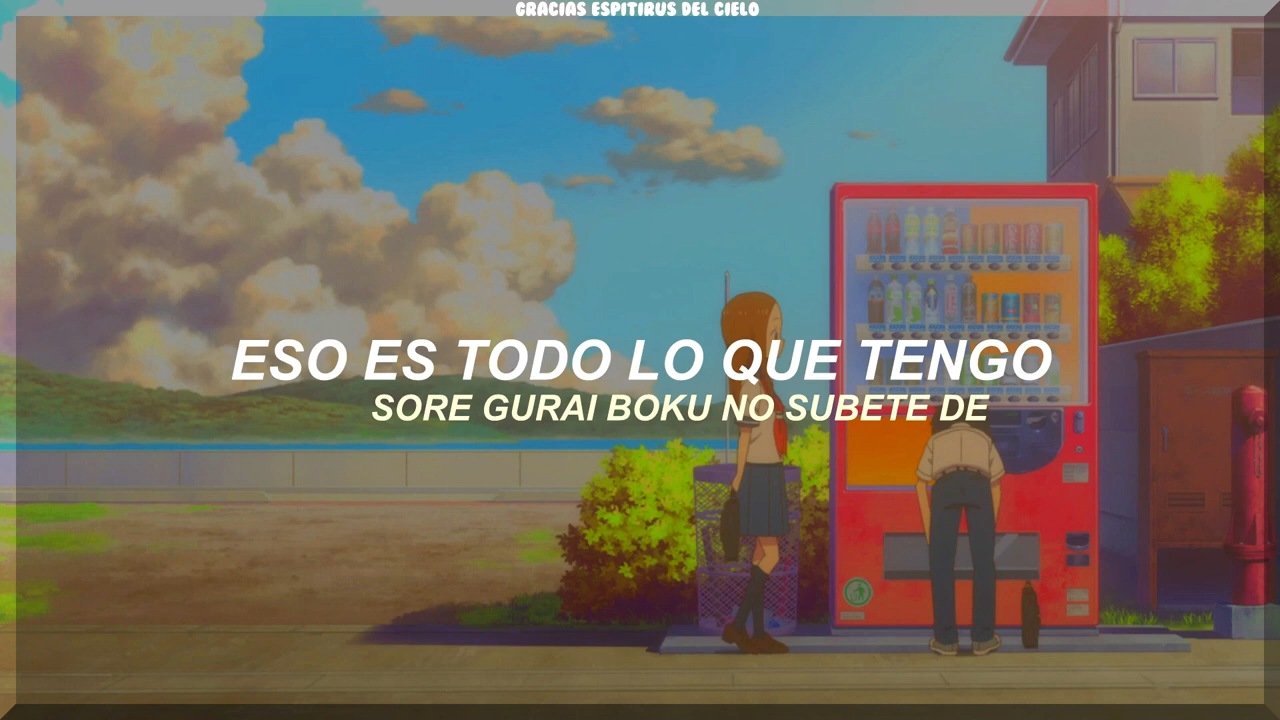 GRACIAS ESPITIRUS DEL CIELO
ESO ES TODO LO QUE TENGO
SORE GURAI BOKU NO SUBETE DE